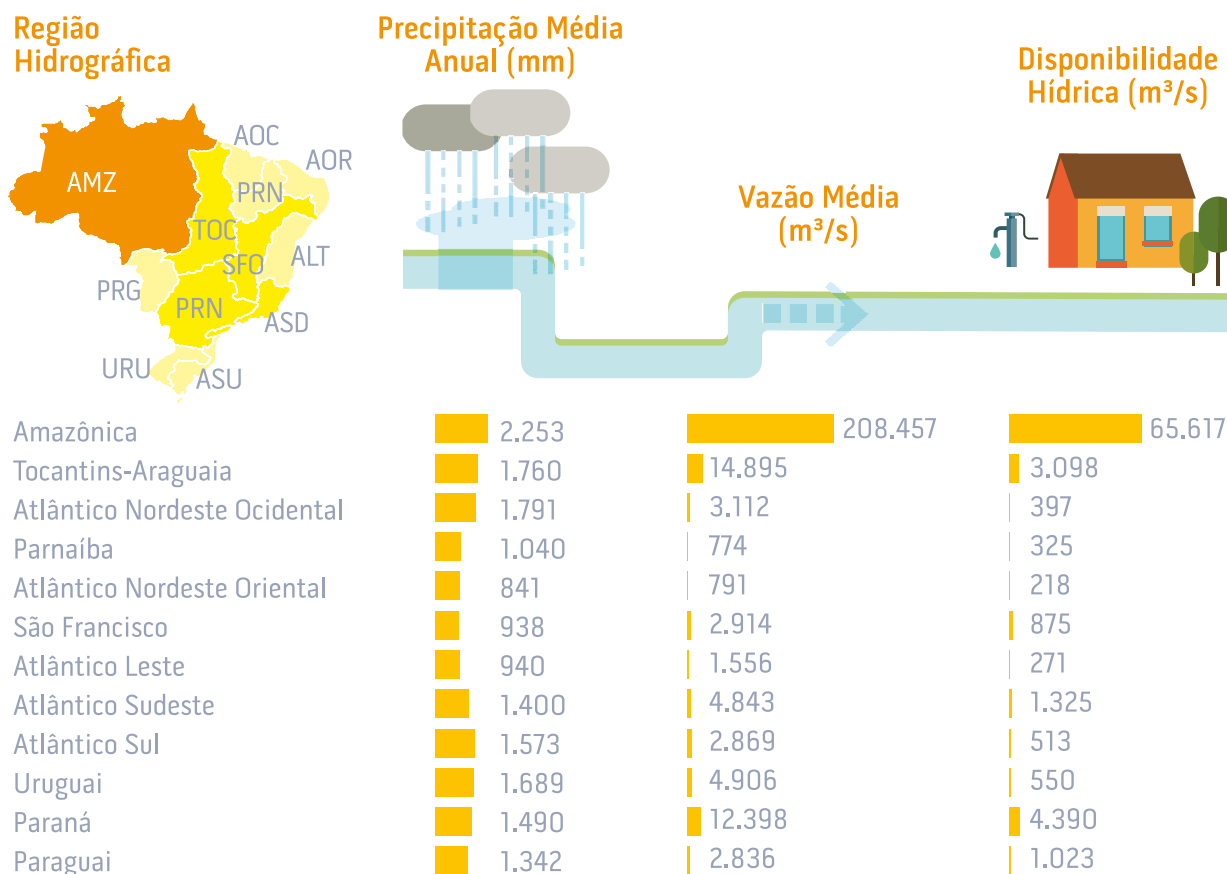 Região
Hidrográfica
Precipitação Média
Anual (mm)
Disponibilidade
Hídrica (m³/s)
Vazão Média
(m³/s)
AOC
AOR
AMZ
PRN
TOC
SFO
ALT
PRG
PRN
ASD
URU
ASU
Amazônica 2.253 208.457 65.617
Tocantins-Araguaia 1.760 14.895 3.098
Atlântico Nordeste Ocidental 1.791 3.112 397
Parnaíba 1.040 774 325
Atlântico Nordeste Oriental 841 791 218
São Francisco 938 2.914 875
Atlântico Leste 940 1.556 271
Atlântico Sudeste 1.400 4.843 1.325
Atlântico Sul 1.573 2.869 513
Uruguai 1.689 4.906 550
Paraná 1.490 12.398 4.390
Paraguai 1.342 2.836 1.023